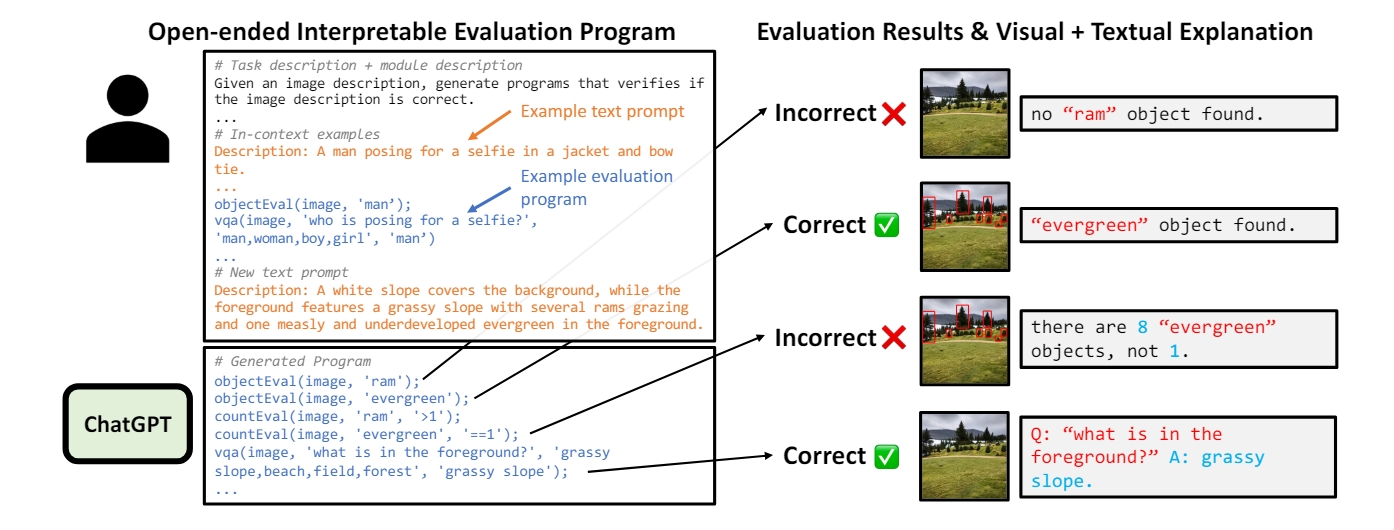 Open-ended Interpretable Evaluation Program
# Task description + module description
Given an image description, generate programs that verifies if
the image description is correct.
...
Example text prompt
# In-context examples
Description: A man posing for a selfie in a jacket and bow
tie.
...
Example evaluation
program
objectEval(image, 'man’);
vqa(image, 'who is posing for a selfie?',
'man,woman,boy,girl', 'man’)
...
# New text prompt
Description: A white slope covers the background, while the
foreground features a grassy slope with several rams grazing
and one measly and underdeveloped evergreen in the foreground.
ChatGPT
# Generated Program
objectEval(image, 'ram');
objectEval(image, 'evergreen');
countEval(image, 'ram', '>1');
countEval(image, 'evergreen', '==1');
vqa(image, 'what is in the foreground?', 'grassy
slope,beach,field,forest', 'grassy slope');
...
Evaluation Results & Visual + Textual Explanation
Incorrect
no “ram” object found.
Correct
“evergreen” object found.
Incorrect
there are 8 “evergreen”
objects, not 1.
Correct
Q: “what is in the
foreground?” A: grassy
slope.